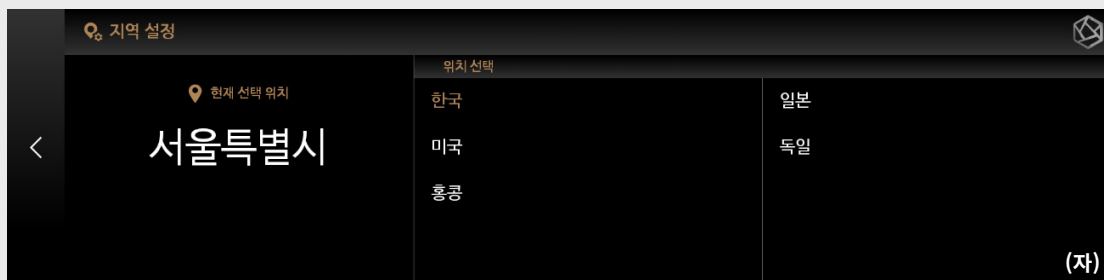 지역 설정
위치 선택
현재 선택 위치
서울특별시
한국
미국
홍콩
일본
독일
(자)